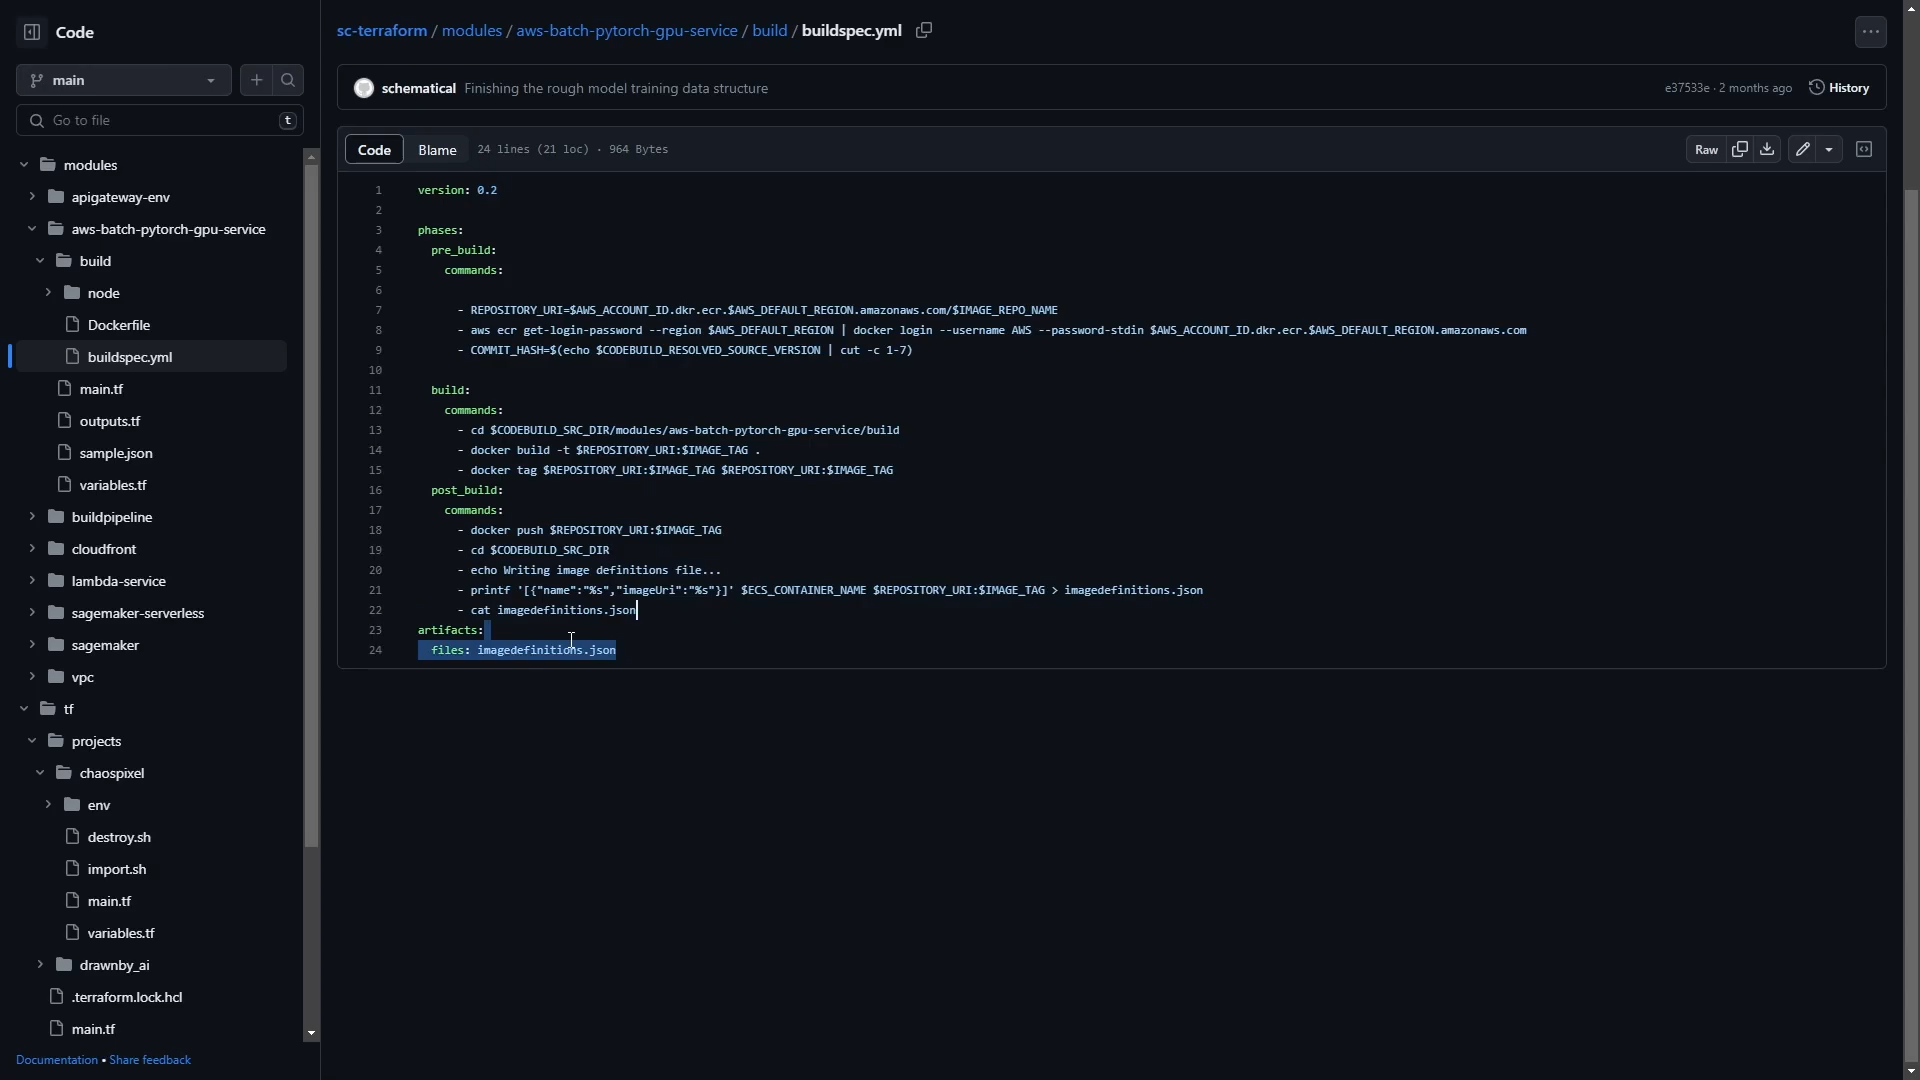 Code
main
Go to file
t
modules
apigateway-env
aws-batch-pytorch-gpu-service
build
node
Dockerfile
buildspec.yml
main.tf
outputs.tf
sample.json
variables.tf
buildpipeline
cloudfront
lambda-service
sagemaker-serverless
sagemaker
vpc
tf
projects
chaospixel
env
destroy.sh
import.sh
main.tf
variables.tf
drawnby_ai
.terraform.lock.hcl
main.tf
Documentation • Share feedback
sc-terraform / modules / aws-batch-pytorch-gpu-service / build / buildspec.yml
schematical Finishing the rough model training data structure
e37533e · 2 months ago History
Code Blame 24 lines (21 loc) · 964 Bytes
Raw
1 version: 0.2
2
3 phases:
4 pre_build:
5 commands:
6
7 - REPOSITORY_URI=$AWS_ACCOUNT_ID.dkr.ecr.$AWS_DEFAULT_REGION.amazonaws.com/$IMAGE_REPO_NAME
8 - aws ecr get-login-password --region $AWS_DEFAULT_REGION | docker login --username AWS --password-stdin $AWS_ACCOUNT_ID.dkr.ecr.$AWS_DEFAULT_REGION.amazonaws.com
9 - COMMIT_HASH=$(echo $CODEBUILD_RESOLVED_SOURCE_VERSION | cut -c 1-7)
10
11 build:
12 commands:
13 - cd $CODEBUILD_SRC_DIR/modules/aws-batch-pytorch-gpu-service/build
14 - docker build -t $REPOSITORY_URI:$IMAGE_TAG .
15 - docker tag $REPOSITORY_URI:$IMAGE_TAG $REPOSITORY_URI:$IMAGE_TAG
16 post_build:
17 commands:
18 - docker push $REPOSITORY_URI:$IMAGE_TAG
19 - cd $CODEBUILD_SRC_DIR
20 - echo Writing image definitions file...
21 - printf '[{"name":"%s","imageUri":"%s"}]' $ECS_CONTAINER_NAME $REPOSITORY_URI:$IMAGE_TAG > imagedefinitions.json
22 - cat imagedefinitions.json
23 artifacts:
24 files: imagedefinitions.json